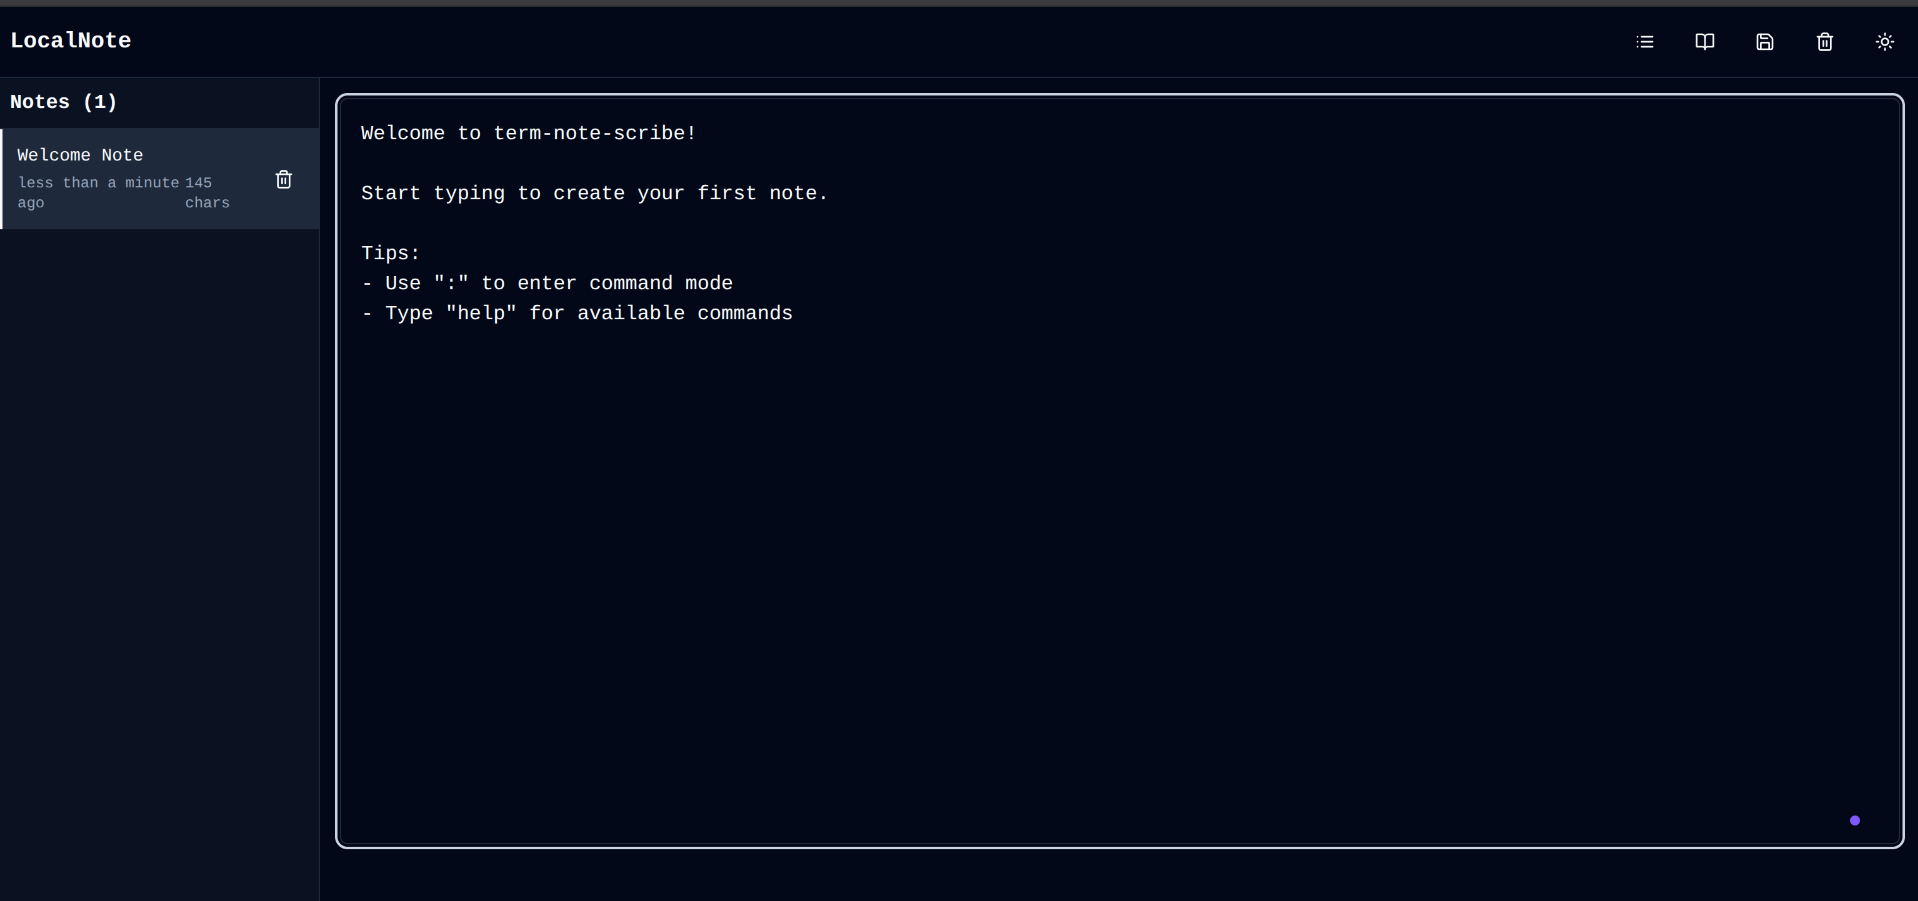 LocalNote
Notes (1)
Welcome Note
less than a minute ago
145 chars
Welcome to term-note-scribe!
Start typing to create your first note.
Tips:
- Use ":" to enter command mode
- Type "help" for available commands